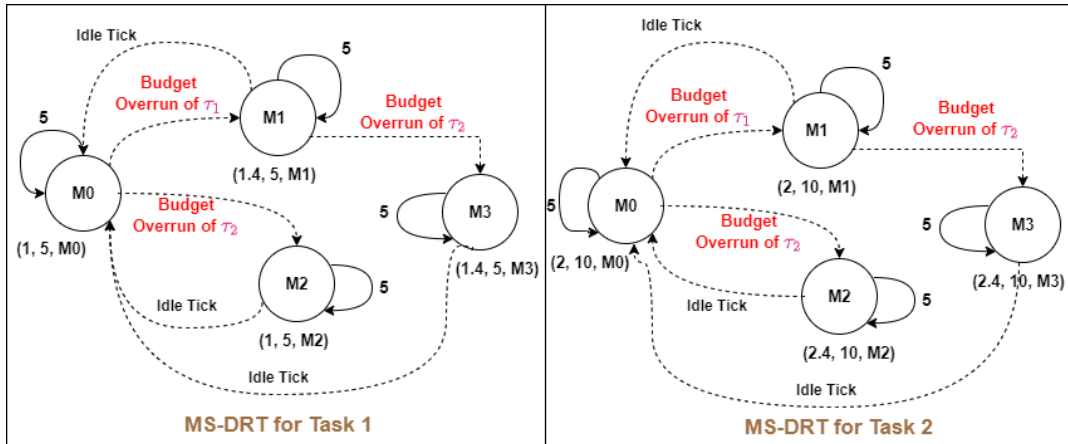 Idle Tick
5
Budget
Overrun of τ₁
Budget
Overrun of τ₂
5
M1
(1.4, 5, M1)
M0
(1, 5, M0)
Budget
Overrun of τ₂
5
M3
(1.4, 5, M3)
M2
5
Idle Tick
(1, 5, M2)
Idle Tick
MS-DRT for Task 1
Idle Tick
5
Budget
Overrun of τ₁
Budget
Overrun of τ₂
M1
(2, 10, M1)
5
M0
(2, 10, M0)
Budget
Overrun of τ₂
5
M3
(2.4, 10, M3)
M2
5
Idle Tick
(2.4, 10, M2)
Idle Tick
MS-DRT for Task 2